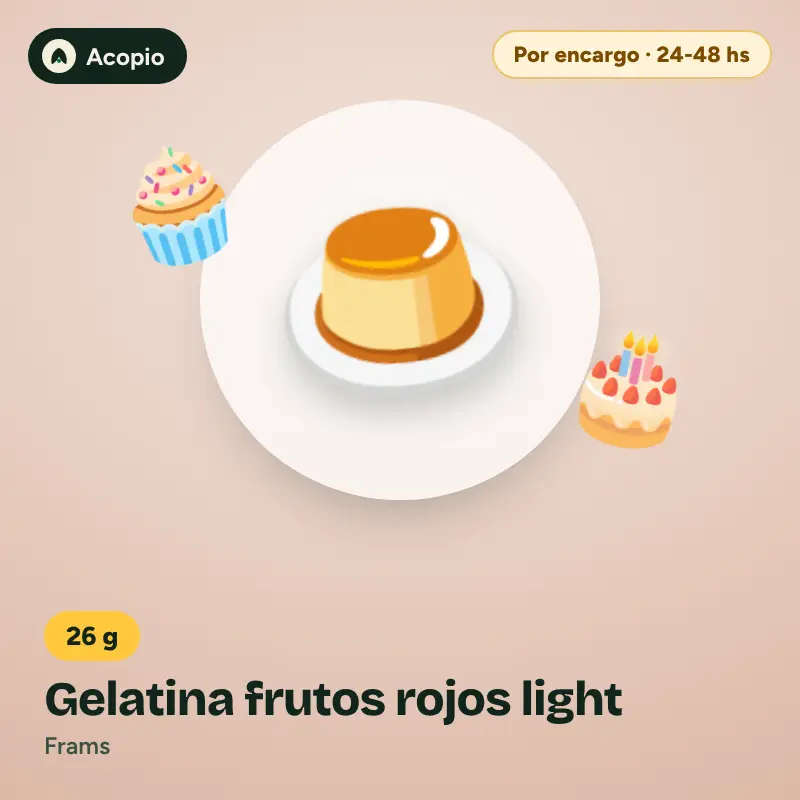 Acopio
Por encargo · 24-48 hs
26 g
Gelatina frutos rojos light
Frams